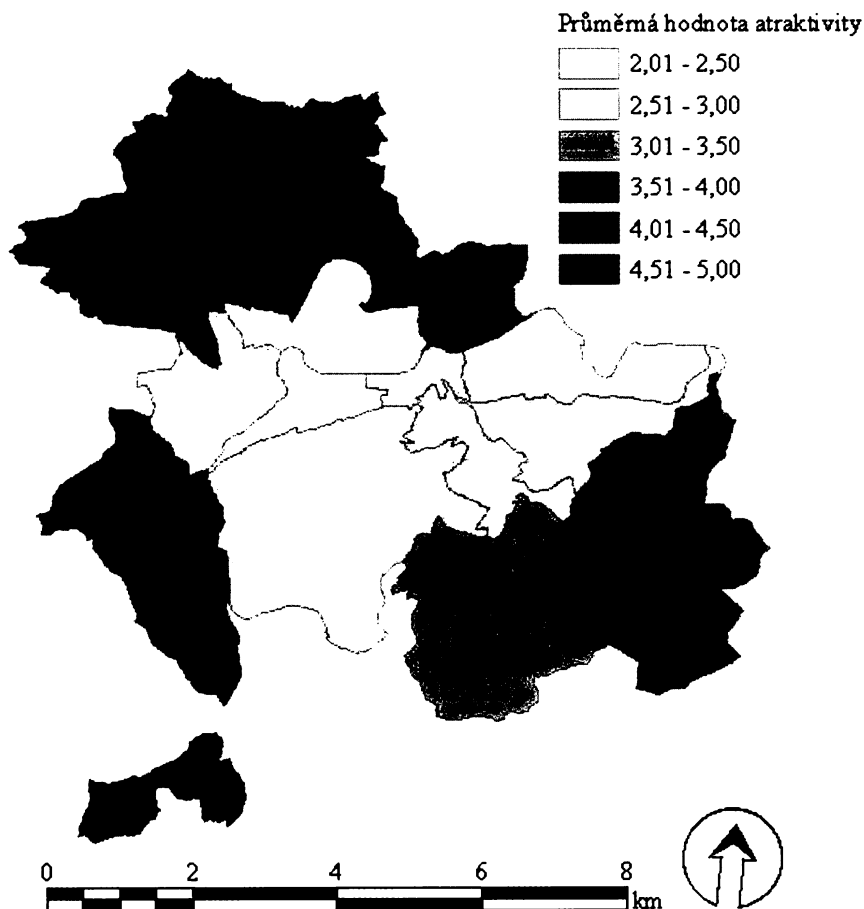 Průměrná hodnota atraktivity
2,01 - 2,50
2,51 - 3,00
3,01 - 3,50
3,51 - 4,00
4,01 - 4,50
4,51 - 5,00
0 2 4 6 8
km